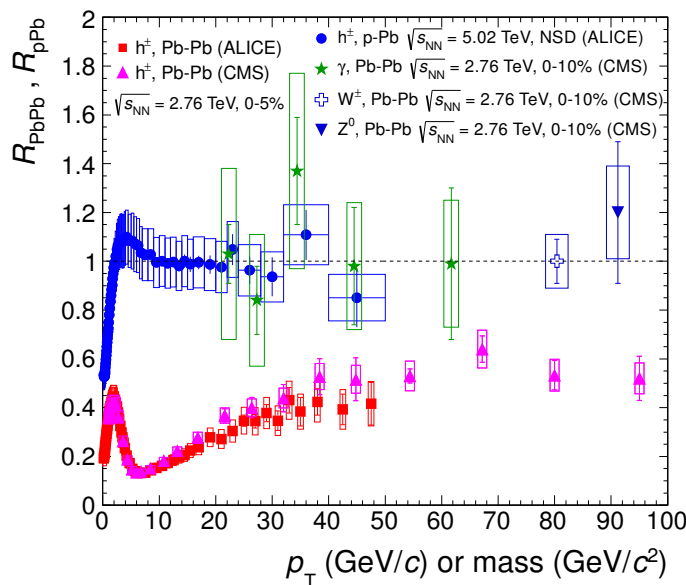 R_PbPb , R_pPb
2
1.8
1.6
1.4
1.2
1
0.8
0.6
0.4
0.2
0
h±, Pb-Pb (ALICE)
h±, Pb-Pb (CMS)
√s_NN = 2.76 TeV, 0-5%
h±, p-Pb √s_NN = 5.02 TeV, NSD (ALICE)
γ, Pb-Pb √s_NN = 2.76 TeV, 0-10% (CMS)
W±, Pb-Pb √s_NN = 2.76 TeV, 0-10% (CMS)
Z⁰, Pb-Pb √s_NN = 2.76 TeV, 0-10% (CMS)
0 10 20 30 40 50 60 70 80 90 100
p_T (GeV/c) or mass (GeV/c²)